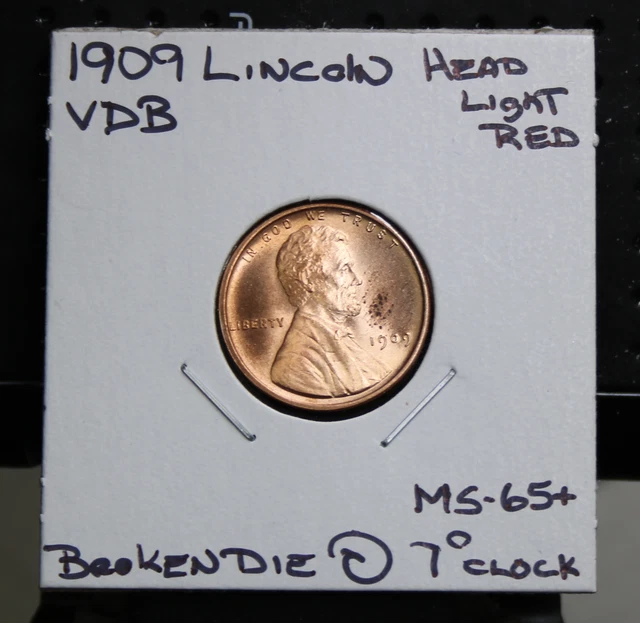 1909 LINCOLN HEAD
VDB LIGHT
RED
IN GOD WE TRUST
LIBERTY
1909
MS-65+
BROKEN DIE @ 7 O'CLOCK